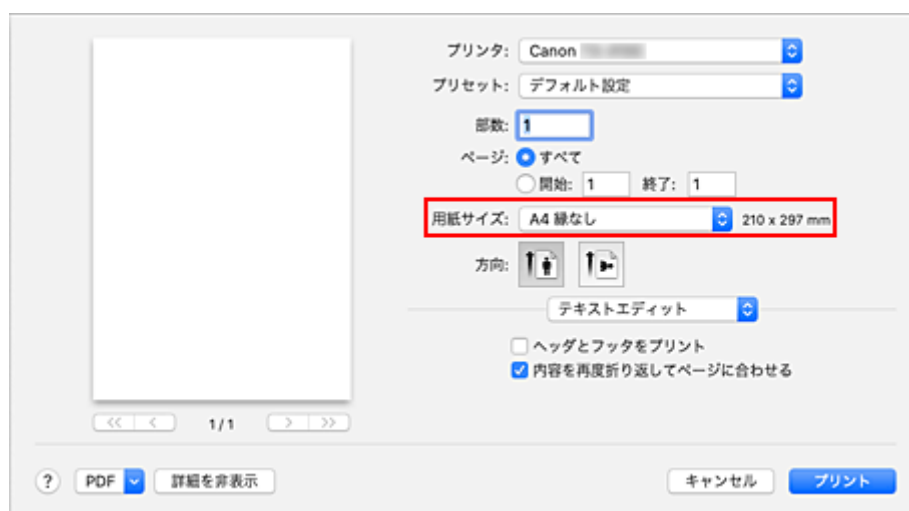 プリンタ: Canon
プリセット: デフォルト設定
部数: 1
ページ: すべて
開始: 1 終了: 1
用紙サイズ: A4 縁なし 210 x 297 mm
方向:
テキストエディット
ヘッダとフッタをプリント
内容を再度折り返してページに合わせる
<< < 1/1 > >>
? PDF 詳細を非表示 キャンセル プリント